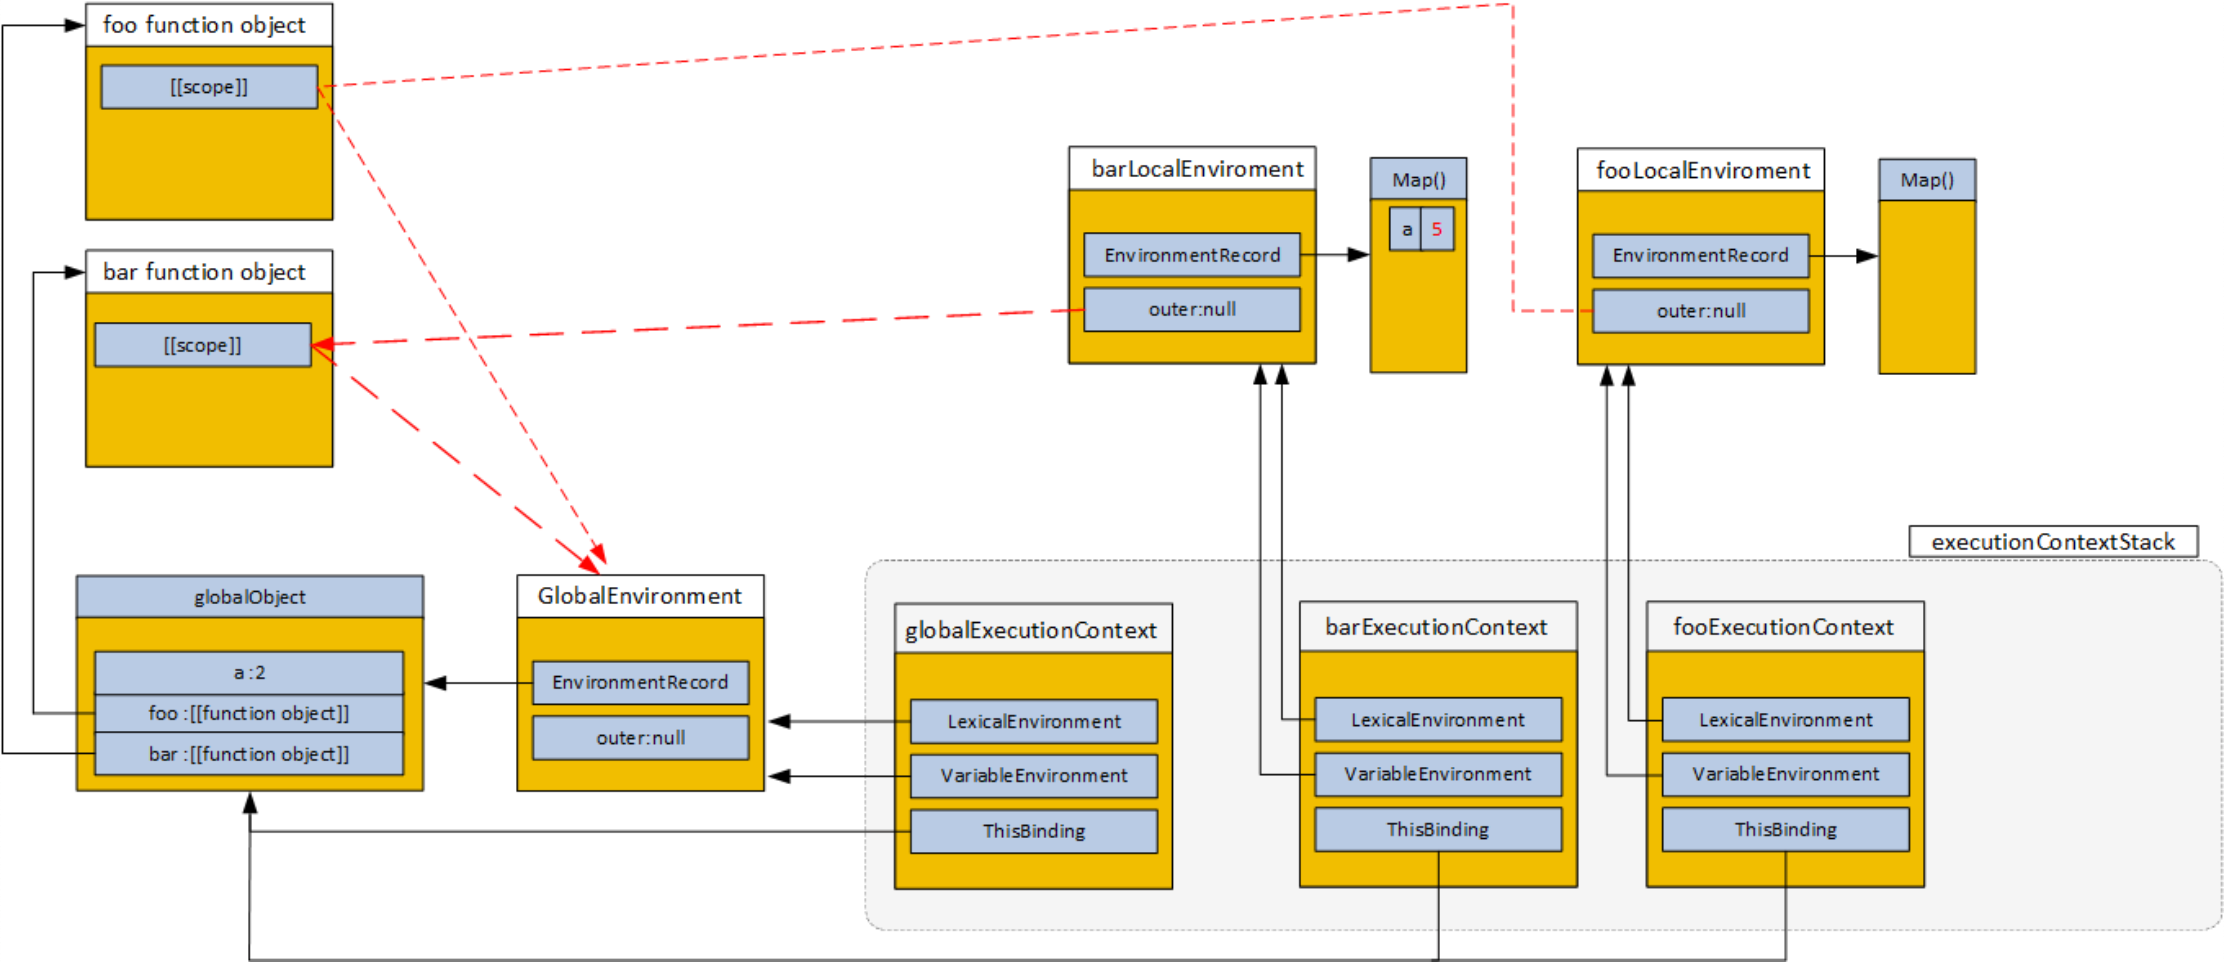 foo function object
[[scope]]
bar function object
[[scope]]
barLocalEnviroment
EnvironmentRecord
outer:null
Map()
a 5
fooLocalEnviroment
EnvironmentRecord
outer:null
Map()
executionContextStack
globalObject
a :2
foo :[[function object]]
bar :[[function object]]
GlobalEnvironment
EnvironmentRecord
outer:null
globalExecutionContext
LexicalEnvironment
VariableEnvironment
ThisBinding
barExecutionContext
LexicalEnvironment
VariableEnvironment
ThisBinding
fooExecutionContext
LexicalEnvironment
VariableEnvironment
ThisBinding